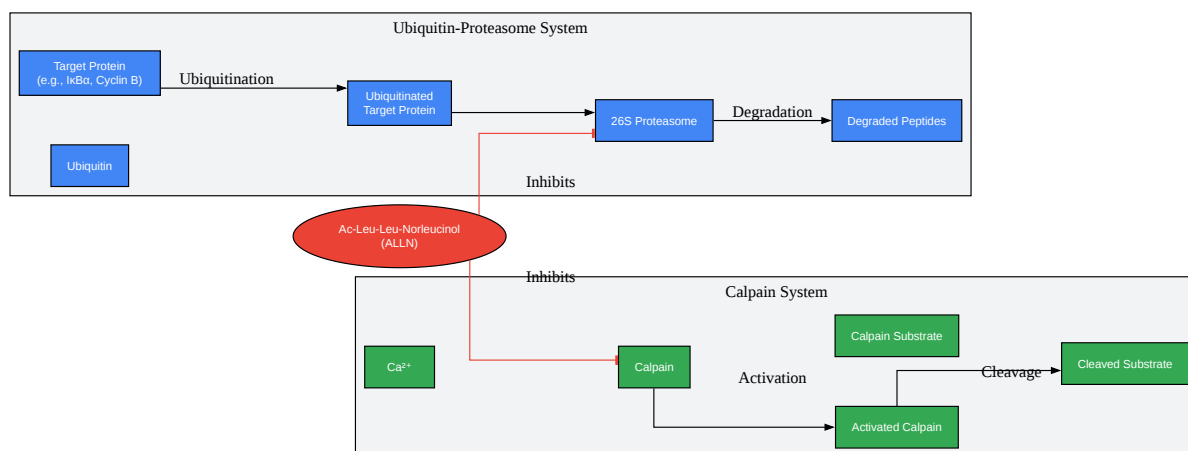 Ubiquitin-Proteasome System
Target Protein
(e.g., IκBα, Cyclin B)
Ubiquitination
Ubiquitinated
Target Protein
26S Proteasome
Degradation
Degraded Peptides
Ubiquitin
Inhibits
Ac-Leu-Leu-Norleucinol
(ALLN)
Inhibits
Calpain System
Calpain Substrate
Ca²⁺
Calpain
Activation
Cleavage
Cleaved Substrate
Activated Calpain